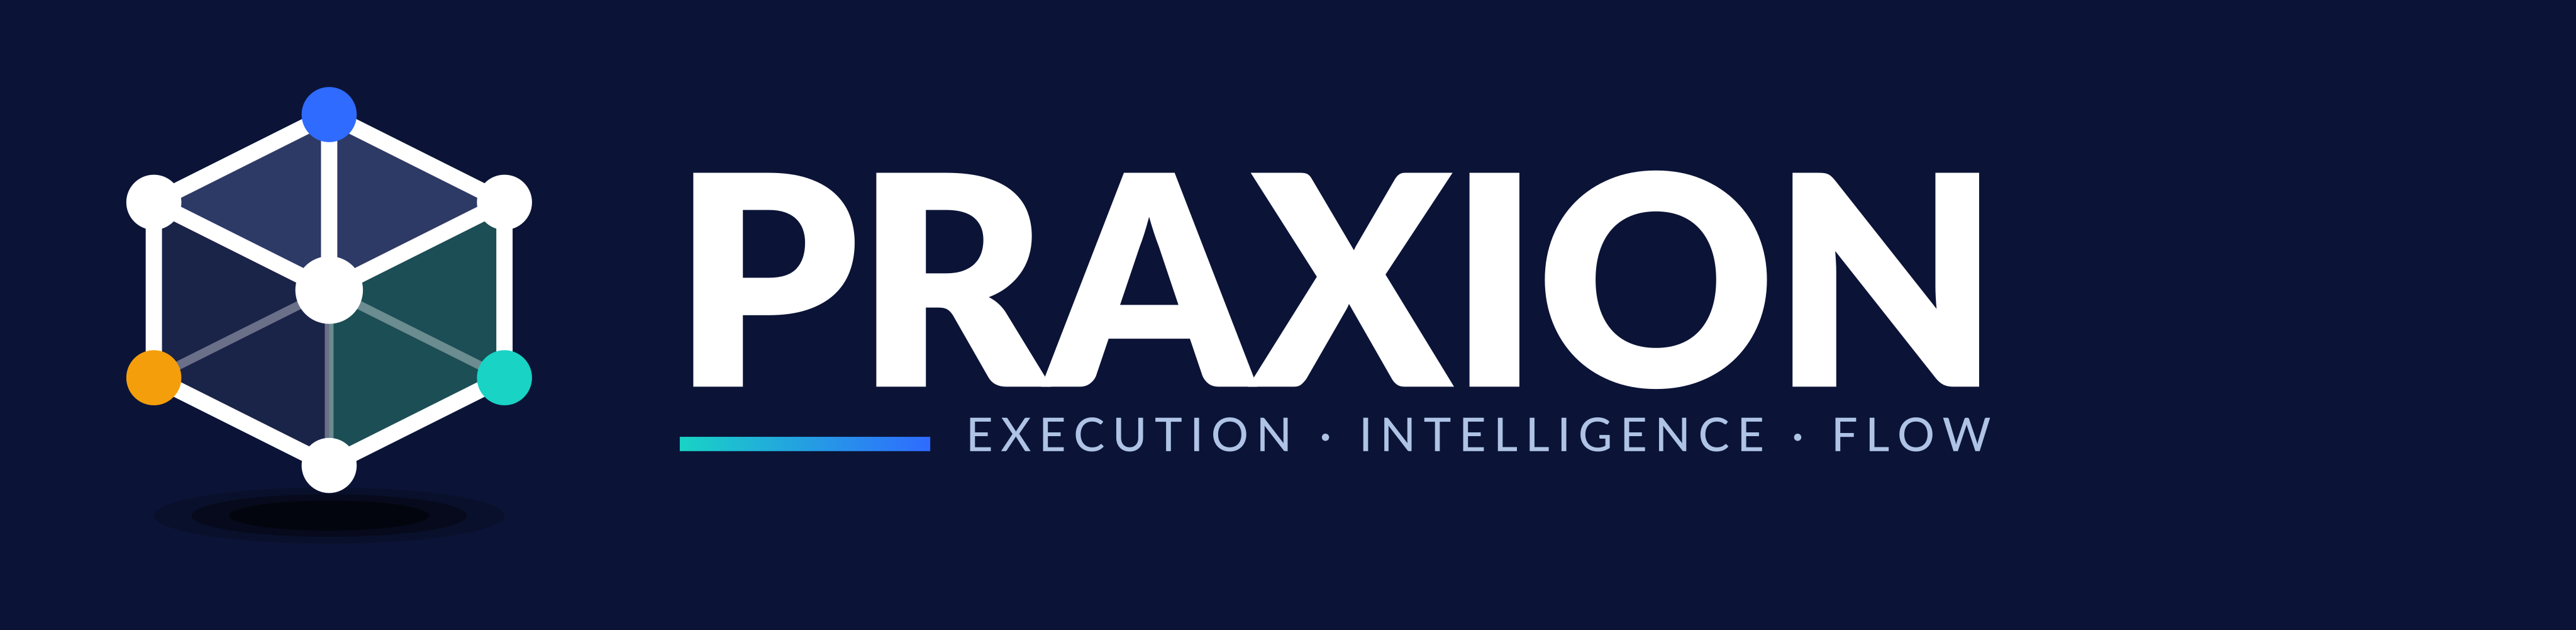 PRAXION
EXECUTION · INTELLIGENCE · FLOW